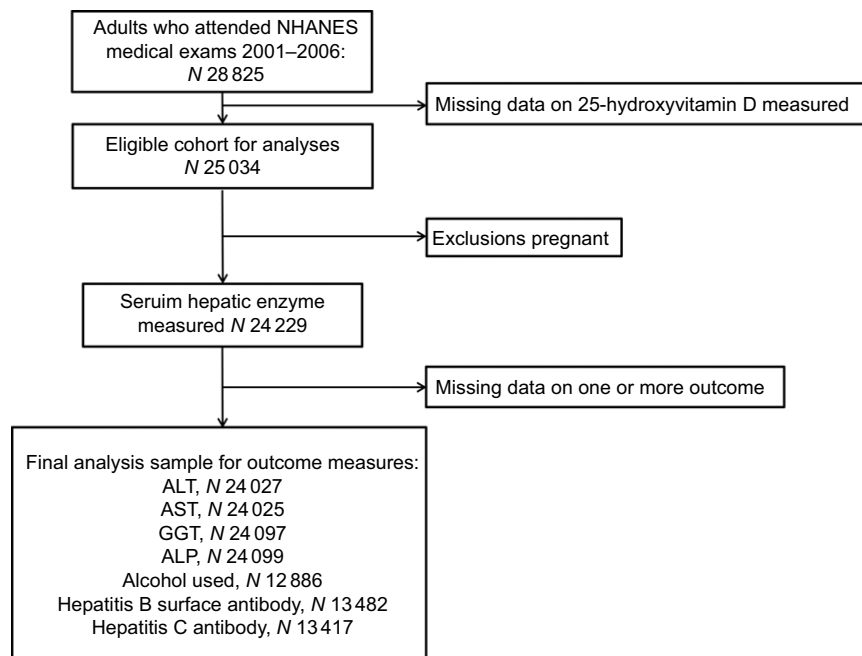 Adults who attended NHANES
medical exams 2001–2006:
N 28 825
Missing data on 25-hydroxyvitamin D measured
Eligible cohort for analyses
N 25 034
Exclusions pregnant
Seruim hepatic enzyme
measured N 24 229
Missing data on one or more outcome
Final analysis sample for outcome measures:
ALT, N 24 027
AST, N 24 025
GGT, N 24 097
ALP, N 24 099
Alcohol used, N 12 886
Hepatitis B surface antibody, N 13 482
Hepatitis C antibody, N 13 417